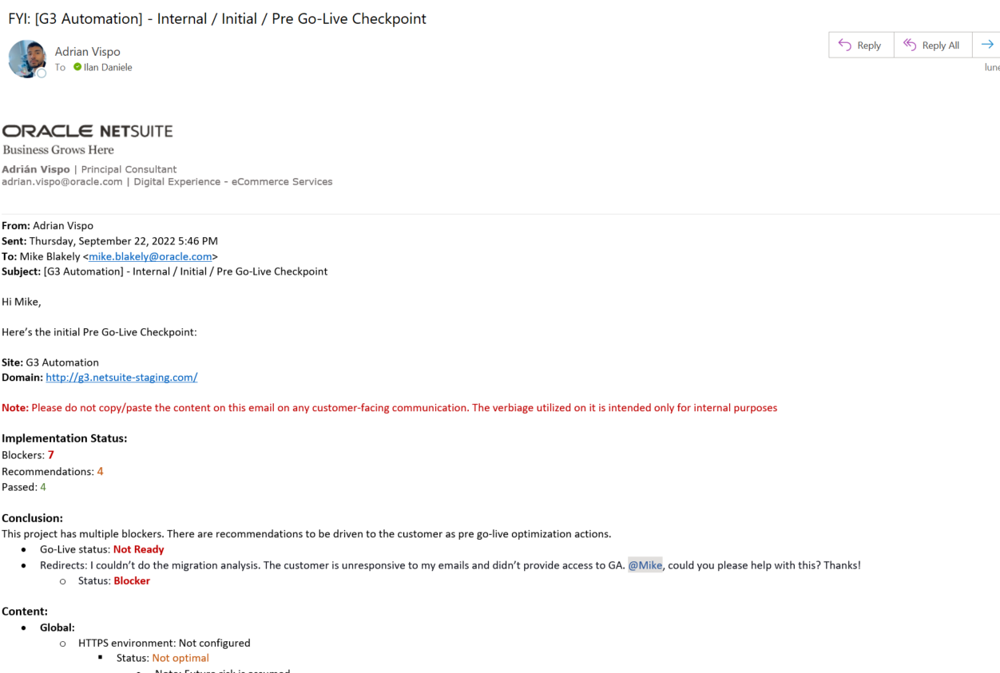 FYI: [G3 Automation] - Internal / Initial / Pre Go-Live Checkpoint
Adrian Vispo
To Ilan Daniele
Reply
Reply All
ORACLE NETSUITE
Business Grows Here
Adrián Vispo | Principal Consultant
adrian.vispo@oracle.com | Digital Experience - eCommerce Services
From: Adrian Vispo
Sent: Thursday, September 22, 2022 5:46 PM
To: Mike Blakely <mike.blakely@oracle.com>
Subject: [G3 Automation] - Internal / Initial / Pre Go-Live Checkpoint
Hi Mike,
Here’s the initial Pre Go-Live Checkpoint:
Site: G3 Automation
Domain: http://g3.netsuite-staging.com/
Note: Please do not copy/paste the content on this email on any customer-facing communication. The verbiage utilized on it is intended only for internal purposes
Implementation Status:
Blockers: 7
Recommendations: 4
Passed: 4
Conclusion:
This project has multiple blockers. There are recommendations to be driven to the customer as pre go-live optimization actions.
• Go-Live status: Not Ready
• Redirects: I couldn’t do the migration analysis. The customer is unresponsive to my emails and didn’t provide access to GA. @Mike, could you please help with this? Thanks!
o Status: Blocker
Content:
• Global:
o HTTPS environment: Not configured
▪ Status: Not optimal
• Note: Future risk is assumed